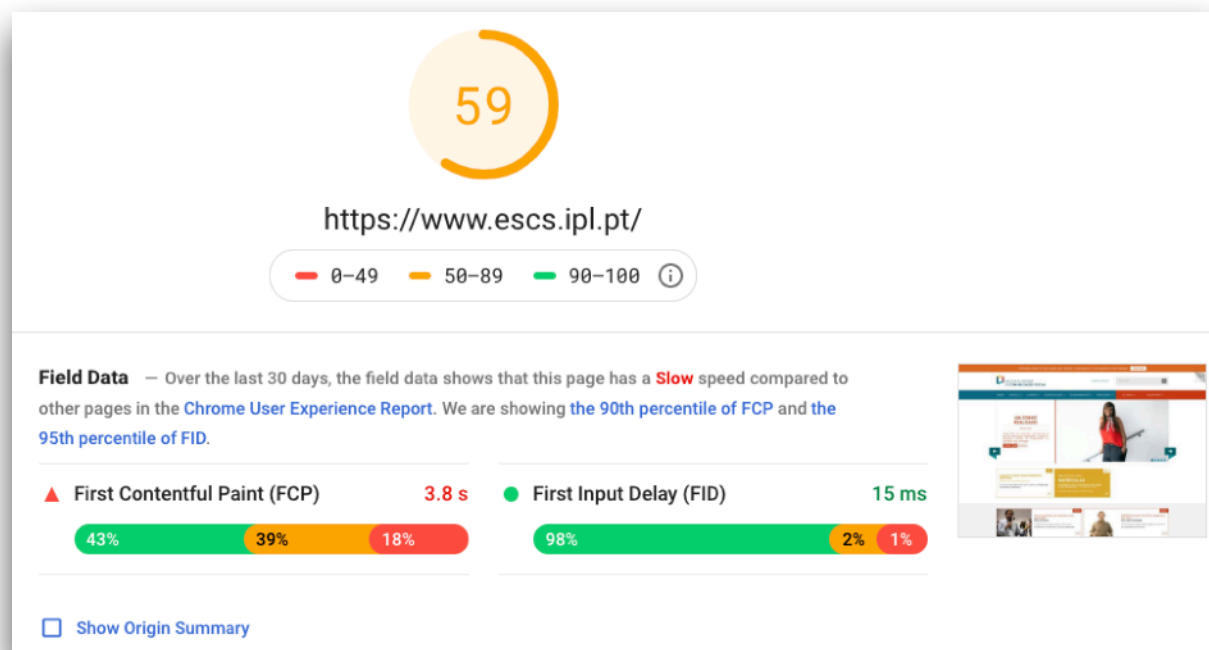 59
https://www.escs.ipl.pt/
0–49 50–89 90–100
Field Data — Over the last 30 days, the field data shows that this page has a Slow speed compared to
other pages in the Chrome User Experience Report. We are showing the 90th percentile of FCP and the
95th percentile of FID.
First Contentful Paint (FCP) 3.8 s
43% 39% 18%
First Input Delay (FID) 15 ms
98% 2% 1%
Show Origin Summary